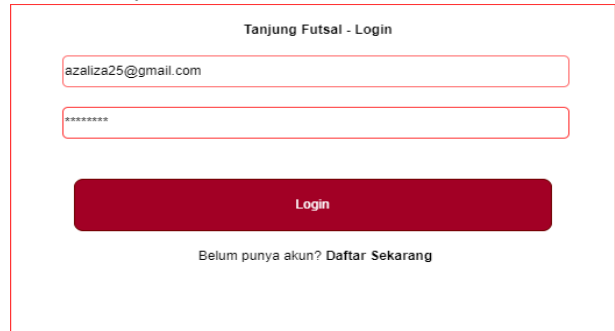 Tanjung Futsal - Login
azaliza25@gmail.com
********
Login
Belum punya akun? Daftar Sekarang